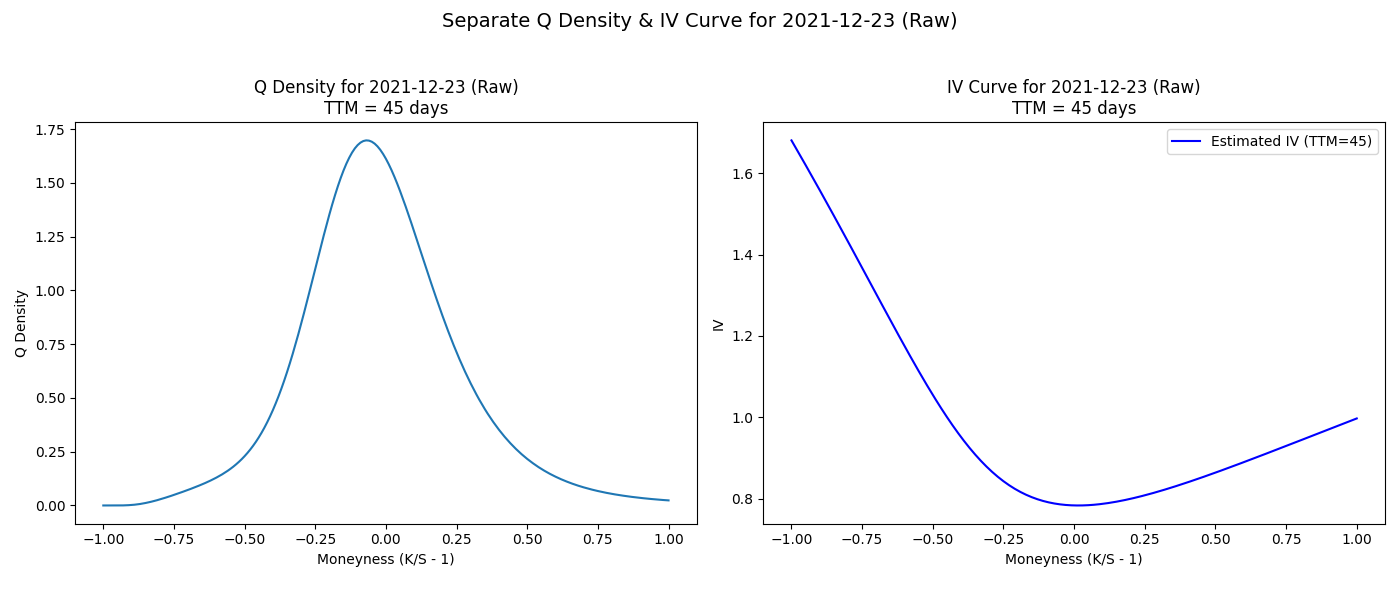 Separate Q Density & IV Curve for 2021-12-23 (Raw)
Q Density for 2021-12-23 (Raw)
TTM = 45 days
1.75
1.50
1.25
1.00
0.75
0.50
0.25
0.00
Q Density
−1.00 −0.75 −0.50 −0.25 0.00 0.25 0.50 0.75 1.00
Moneyness (K/S - 1)
IV Curve for 2021-12-23 (Raw)
TTM = 45 days
Estimated IV (TTM=45)
1.6
1.4
1.2
1.0
0.8
IV
−1.00 −0.75 −0.50 −0.25 0.00 0.25 0.50 0.75 1.00
Moneyness (K/S - 1)